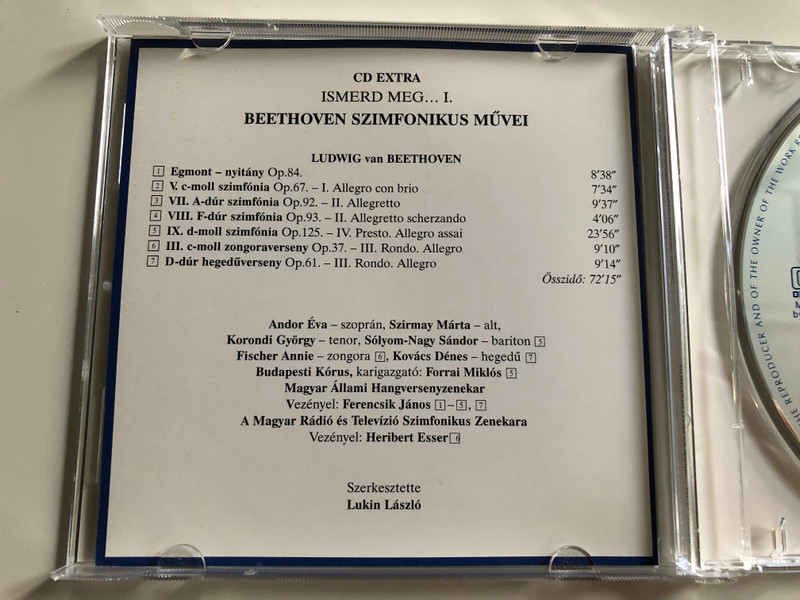 CD EXTRA
ISMERD MEG... I.
BEETHOVEN SZIMFONIKUS MŰVEI
LUDWIG van BEETHOVEN
1 Egmont – nyitány Op.84. 8'38"
2 V. c-moll szimfónia Op.67. – I. Allegro con brio 7'34"
3 VII. A-dúr szimfónia Op.92. – II. Allegretto 9'37"
4 VIII. F-dúr szimfónia Op.93. – II. Allegretto scherzando 4'06"
5 IX. d-moll szimfónia Op.125. – IV. Presto. Allegro assai 23'56"
6 III. c-moll zongoraverseny Op.37. – III. Rondo. Allegro 9'10"
7 D-dúr hegedűverseny Op.61. – III. Rondo. Allegro 9'14"
Összidő: 72'15"
Andor Éva – szoprán, Szirmay Márta – alt,
Korondi György – tenor, Sólyom-Nagy Sándor – bariton 5
Fischer Annie – zongora 6, Kovács Dénes – hegedű 7
Budapesti Kórus, karigazgató: Forrai Miklós 5
Magyar Állami Hangversenyzenekar
Vezényel: Ferencsik János 1–5, 7
A Magyar Rádió és Televízió Szimfonikus Zenekara
Vezényel: Heribert Esser 6
Szerkesztette
Lukin László
THE REPRODUCER AND OF THE OWNER OF THE WORK